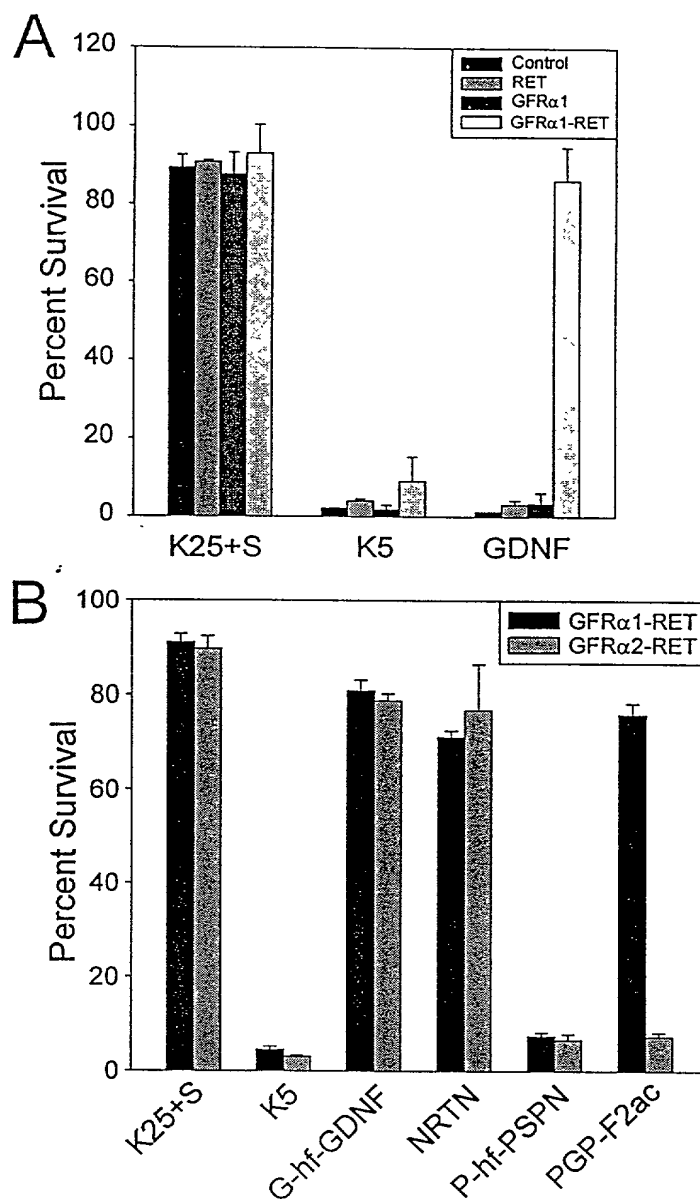 A
120
100
80
60
40
20
0
Percent Survival
Control
RET
GFRα1
GFRα1-RET
K25+S
K5
GDNF
B
100
80
60
40
20
0
Percent Survival
GFRα1-RET
GFRα2-RET
K25+S
K5
G-hf-GDNF
NRTN
P-hf-PSPN
PGP-F2ac